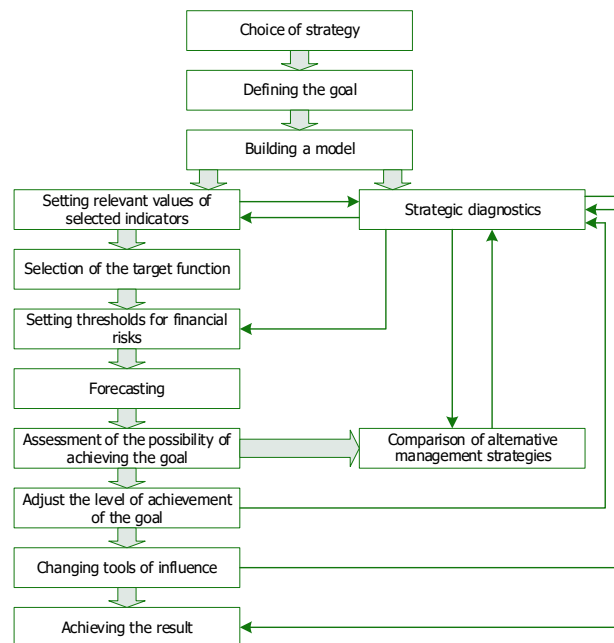 Choice of strategy
Defining the goal
Building a model
Setting relevant values of
selected indicators
Strategic diagnostics
Selection of the target function
Setting thresholds for financial
risks
Forecasting
Assessment of the possibility of
achieving the goal
Comparison of alternative
management strategies
Adjust the level of achievement
of the goal
Changing tools of influence
Achieving the result